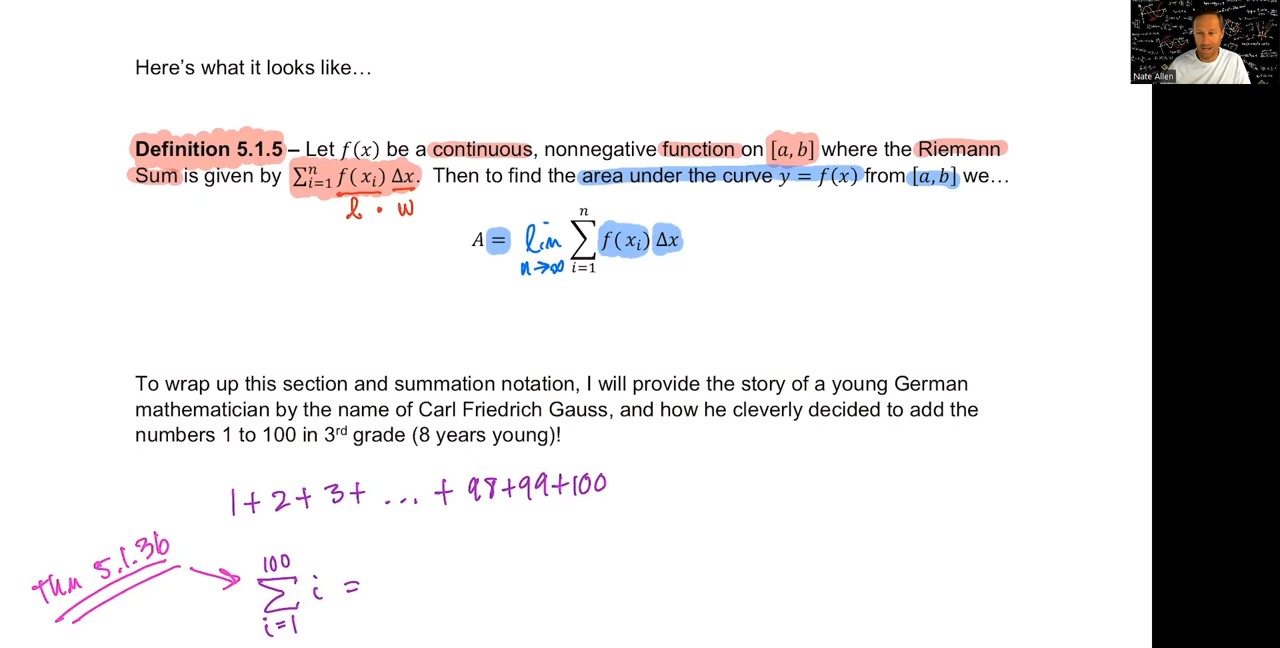 Here's what it looks like…
Nate Allen
Definition 5.1.5 – Let f(x) be a continuous, nonnegative function on [a, b] where the Riemann
Sum is given by ∑ⁿᵢ₌₁ f(xᵢ) Δx. Then to find the area under the curve y = f(x) from [a, b] we…
l · w
A = lim n→∞ ∑ⁿᵢ₌₁ f(xᵢ) Δx
To wrap up this section and summation notation, I will provide the story of a young German
mathematician by the name of Carl Friedrich Gauss, and how he cleverly decided to add the
numbers 1 to 100 in 3ʳᵈ grade (8 years young)!
1 + 2 + 3 + ... + 98 + 99 + 100
Thm 5.1.3b
∑¹⁰⁰ᵢ₌₁ i =